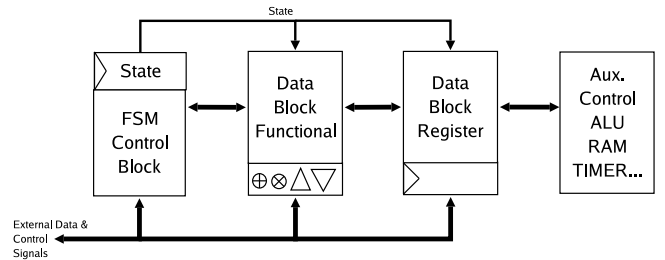 State
State
FSM
Control
Block
Data
Block
Functional
Data
Block
Register
Aux.
Control
ALU
RAM
TIMER...
External Data &
Control
Signals